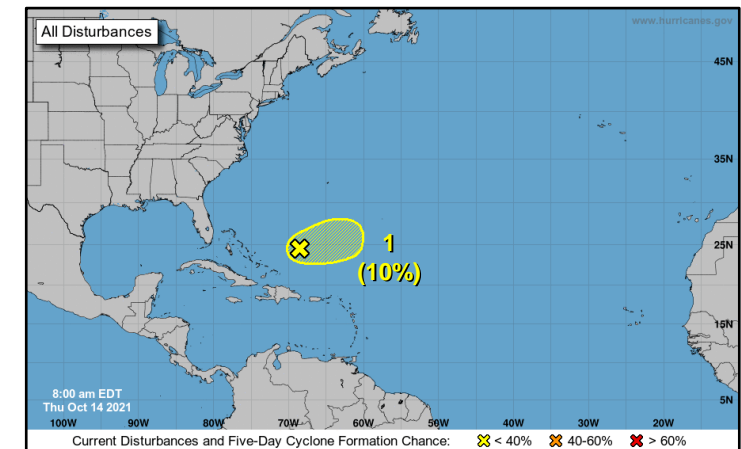 All Disturbances
www.hurricanes.gov
45N
35N
25N
1
(10%)
15N
5N
8:00 am EDT
Thu Oct 14 2021
100W 90W 80W 70W 60W 50W 40W 30W 20W
Current Disturbances and Five-Day Cyclone Formation Chance: < 40% 40-60% > 60%